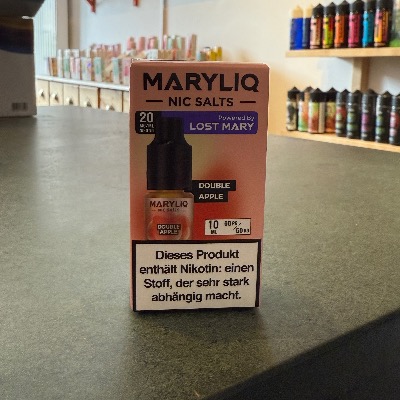 MARYLIQ
NIC SALTS
20
Powered by
LOST MARY
DOUBLE
APPLE
MARYLIQ
NIC SALTS
DOUBLE
APPLE
10
ML
Dieses Produkt
enthält Nikotin: einen
Stoff, der sehr stark
abhängig macht.